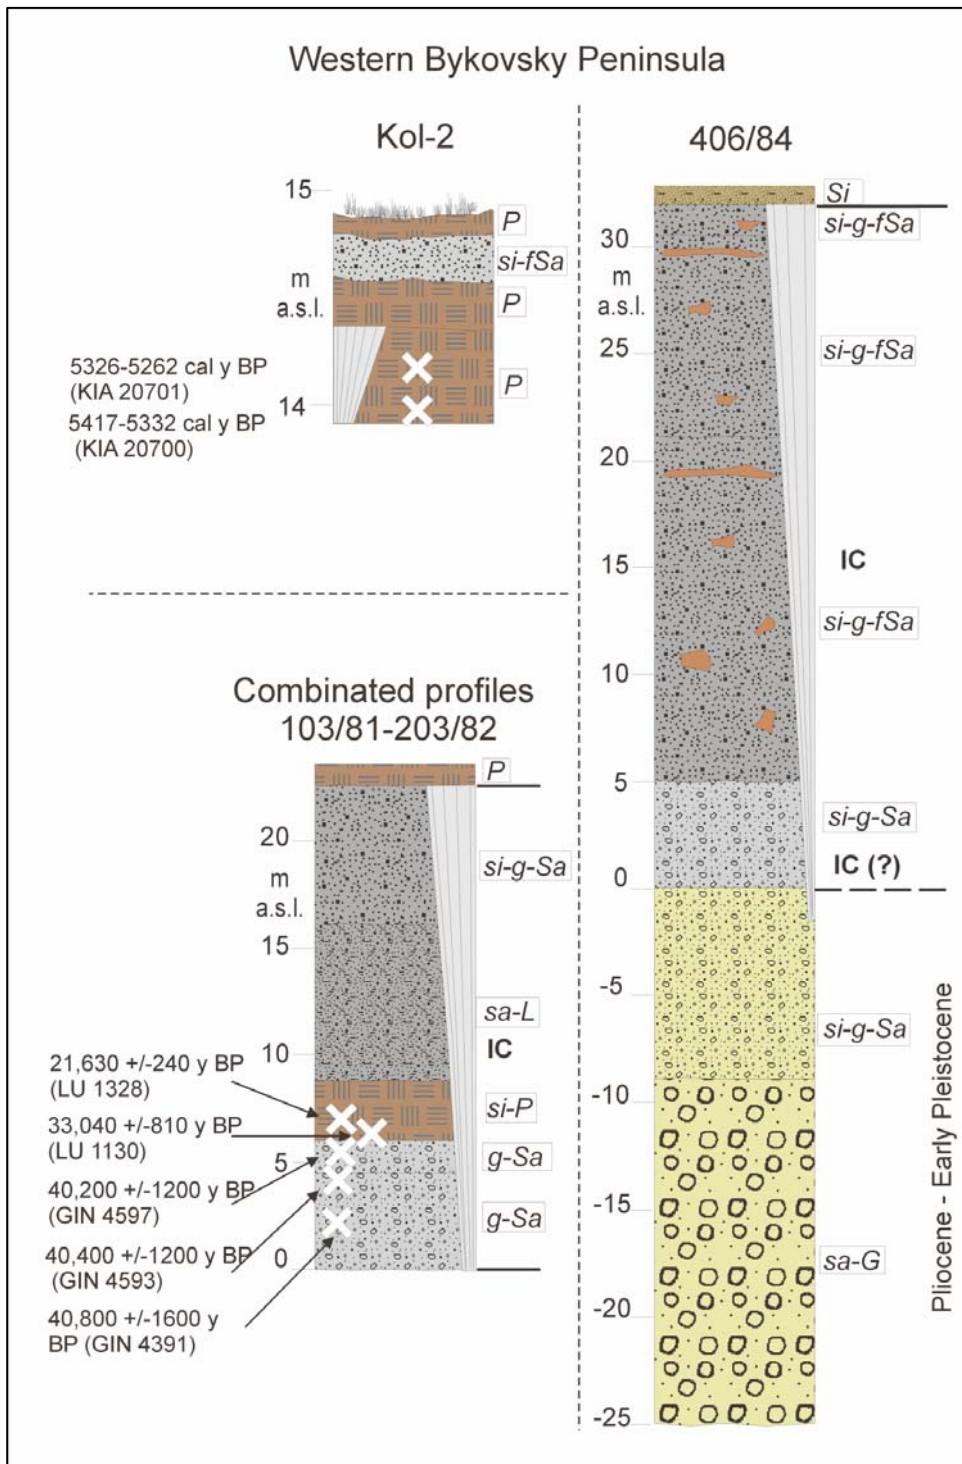 Western Bykovsky Peninsula
Kol-2
15
m
a.s.l.
14
P
si-fSa
P
P
5326-5262 cal y BP
(KIA 20701)
5417-5332 cal y BP
(KIA 20700)
406/84
30
m
a.s.l.
25
20
15
10
5
0
-5
-10
-15
-20
-25
Si
si-g-fSa
si-g-fSa
IC
si-g-fSa
si-g-Sa
IC (?)
si-g-Sa
sa-G
Pliocene - Early Pleistocene
Combinated profiles
103/81-203/82
20
m
a.s.l.
15
10
5
0
P
si-g-Sa
sa-L
IC
si-P
g-Sa
g-Sa
21,630 +/-240 y BP
(LU 1328)
33,040 +/-810 y BP
(LU 1130)
40,200 +/-1200 y BP
(GIN 4597)
40,400 +/-1200 y BP
(GIN 4593)
40,800 +/-1600 y
BP (GIN 4391)